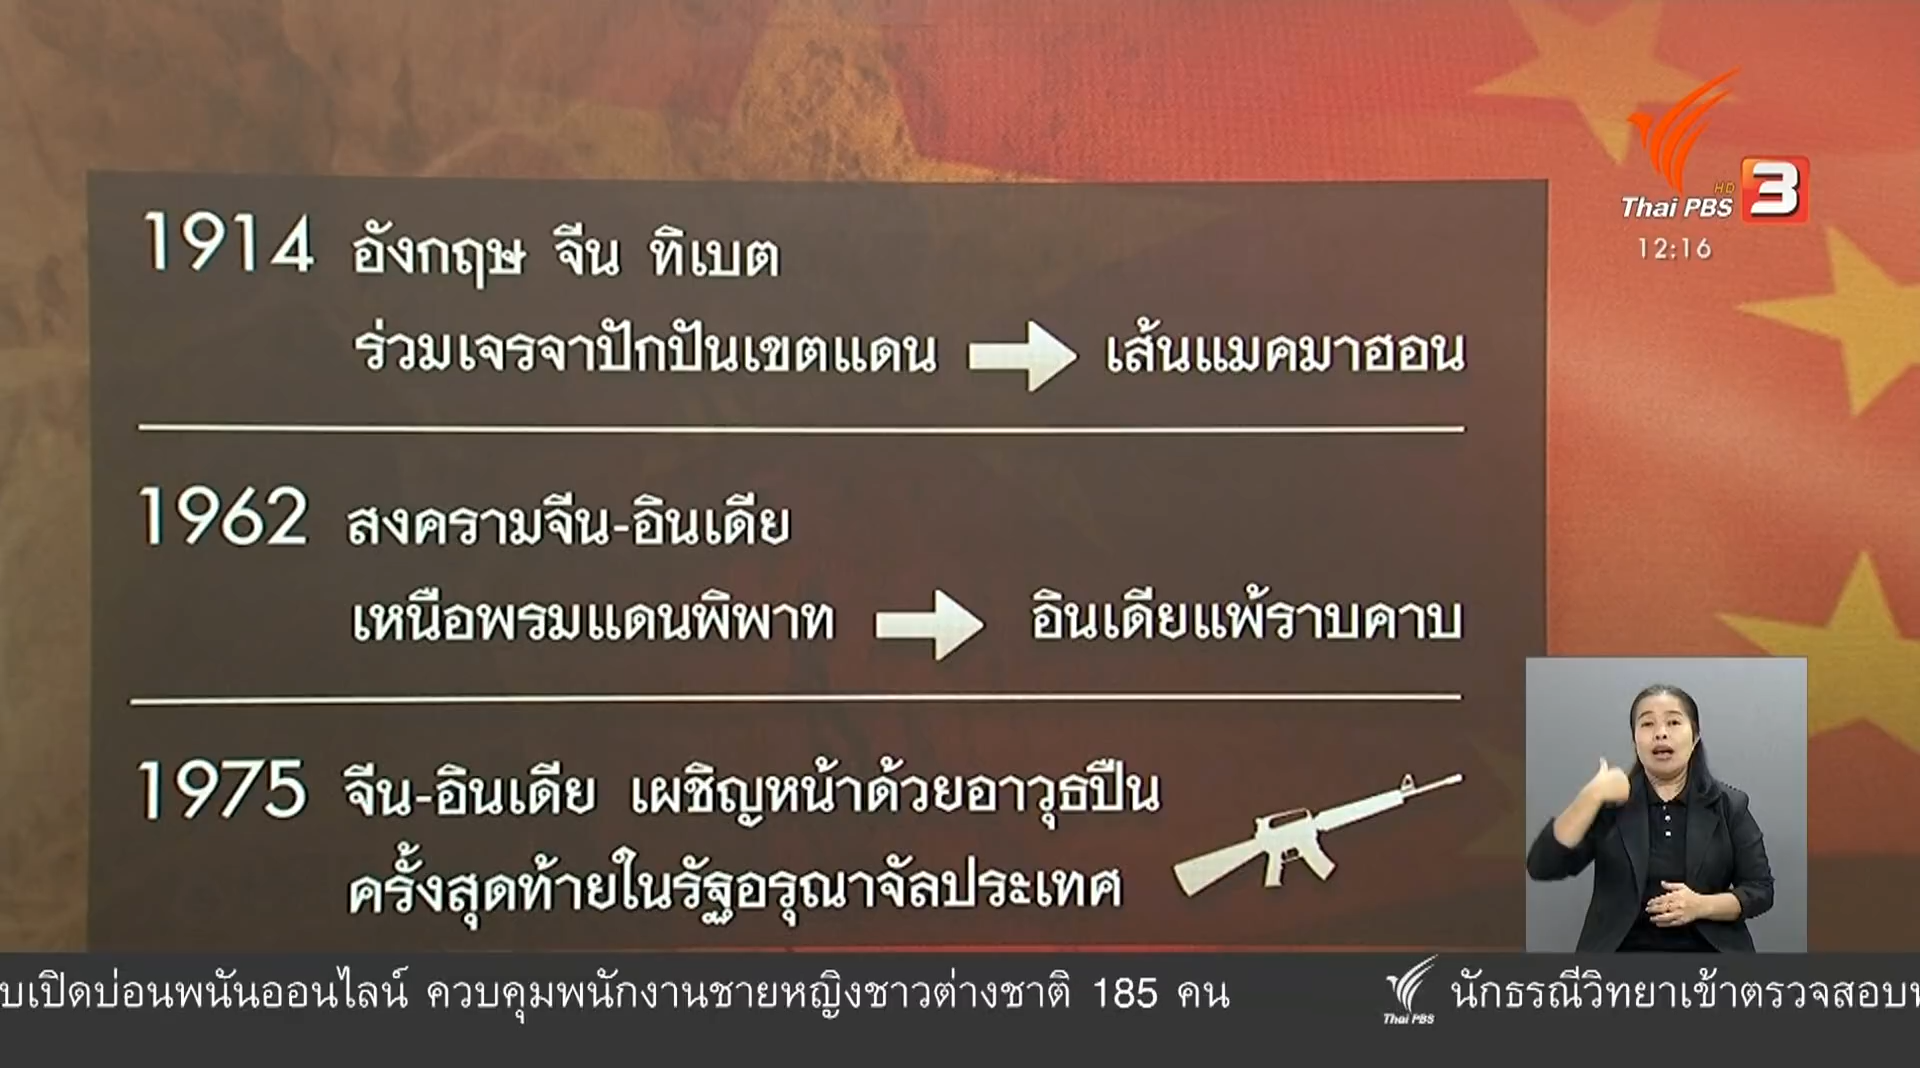 1914 อังกฤษ จีน ทิเบต
ร่วมเจรจาปักปันเขตแดน เส้นแมคมาฮอน
1962 สงครามจีน-อินเดีย
เหนือพรมแดนพิพาท อินเดียแพ้ราบคาบ
1975 จีน-อินเดีย เผชิญหน้าด้วยอาวุธปืน
ครั้งสุดท้ายในรัฐอรุณาจัลประเทศ
Thai PBS HD 3
12:16
บเปิดบ่อนพนันออนไลน์ ควบคุมพนักงานชายหญิงชาวต่างชาติ 185 คน Thai PBS นักธรณีวิทยาเข้าตรวจสอบ